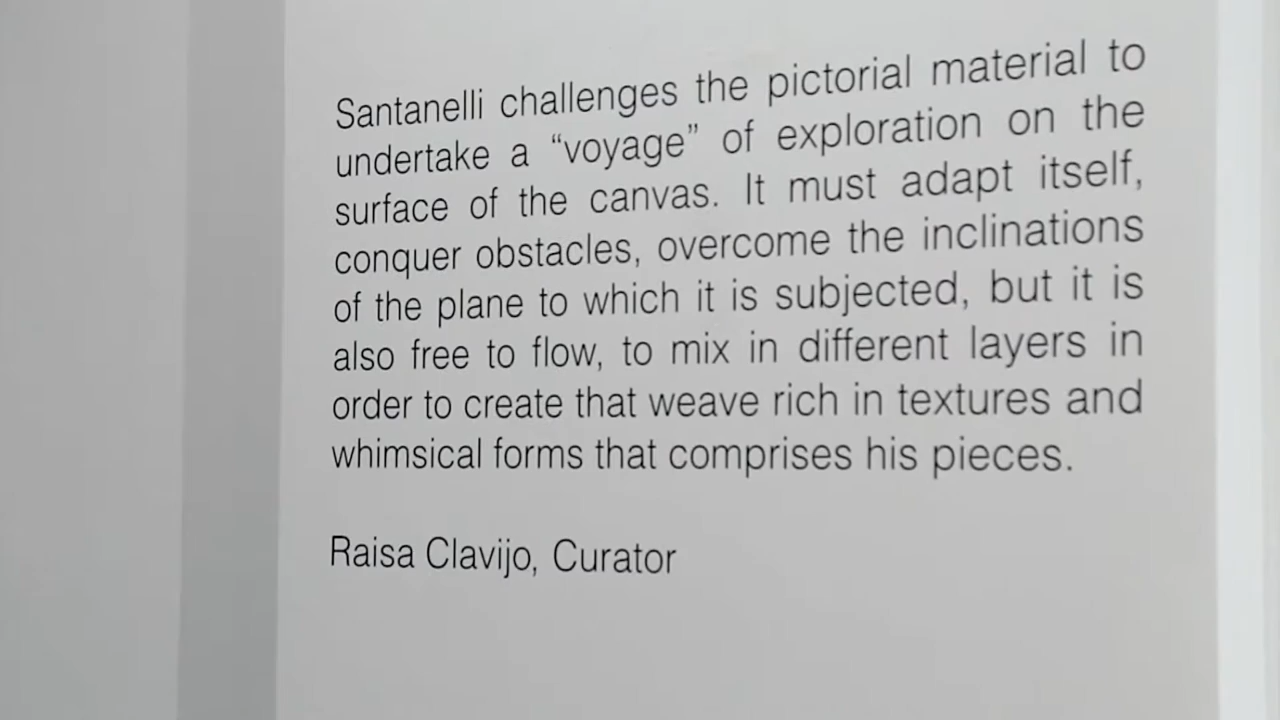 Santanelli challenges the pictorial material to
undertake a “voyage” of exploration on the
surface of the canvas. It must adapt itself,
conquer obstacles, overcome the inclinations
of the plane to which it is subjected, but it is
also free to flow, to mix in different layers in
order to create that weave rich in textures and
whimsical forms that comprises his pieces.
Raisa Clavijo, Curator